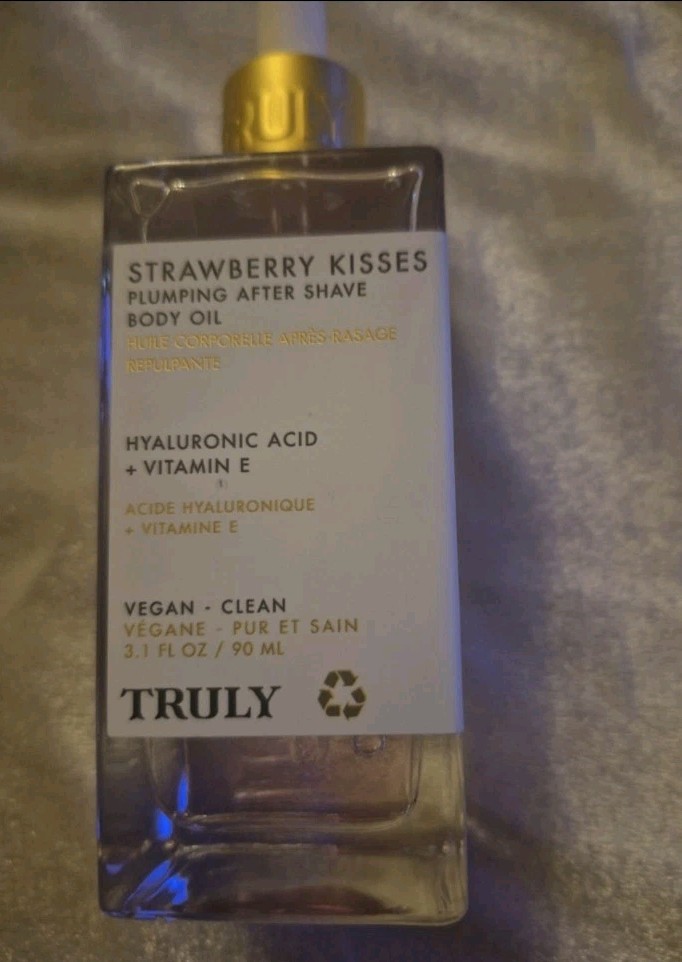 TRULY
STRAWBERRY KISSES
PLUMPING AFTER SHAVE
BODY OIL
HUILE CORPORELLE APRÈS-RASAGE
REPULPANTE
HYALURONIC ACID
+ VITAMIN E
ACIDE HYALURONIQUE
+ VITAMINE E
VEGAN - CLEAN
VÉGANE - PUR ET SAIN
3.1 FL OZ / 90 ML
TRULY